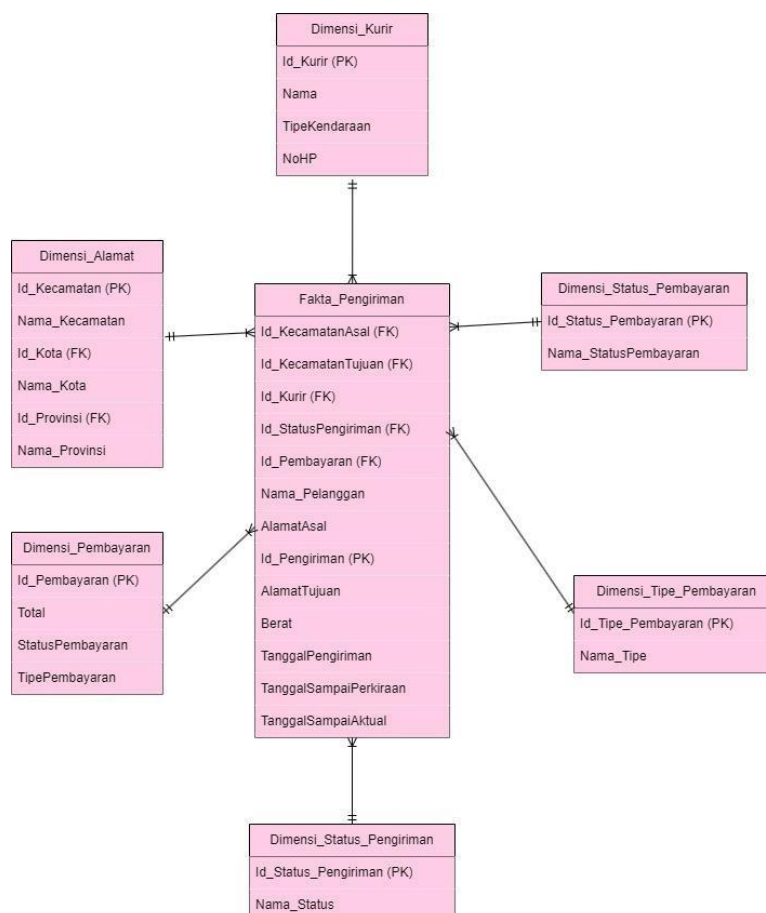 Dimensi_Kurir
Id_Kurir (PK)
Nama
TipeKendaraan
NoHP
Dimensi_Alamat
Id_Kecamatan (PK)
Nama_Kecamatan
Id_Kota (FK)
Nama_Kota
Id_Provinsi (FK)
Nama_Provinsi
Fakta_Pengiriman
Id_KecamatanAsal (FK)
Id_KecamatanTujuan (FK)
Id_Kurir (FK)
Id_StatusPengiriman (FK)
Id_Pembayaran (FK)
Nama_Pelanggan
AlamatAsal
Id_Pengiriman (PK)
AlamatTujuan
Berat
TanggalPengiriman
TanggalSampaiPerkiraan
TanggalSampaiAktual
Dimensi_Status_Pembayaran
Id_Status_Pembayaran (PK)
Nama_StatusPembayaran
Dimensi_Pembayaran
Id_Pembayaran (PK)
Total
StatusPembayaran
TipePembayaran
Dimensi_Tipe_Pembayaran
Id_Tipe_Pembayaran (PK)
Nama_Tipe
Dimensi_Status_Pengiriman
Id_Status_Pengiriman (PK)
Nama_Status